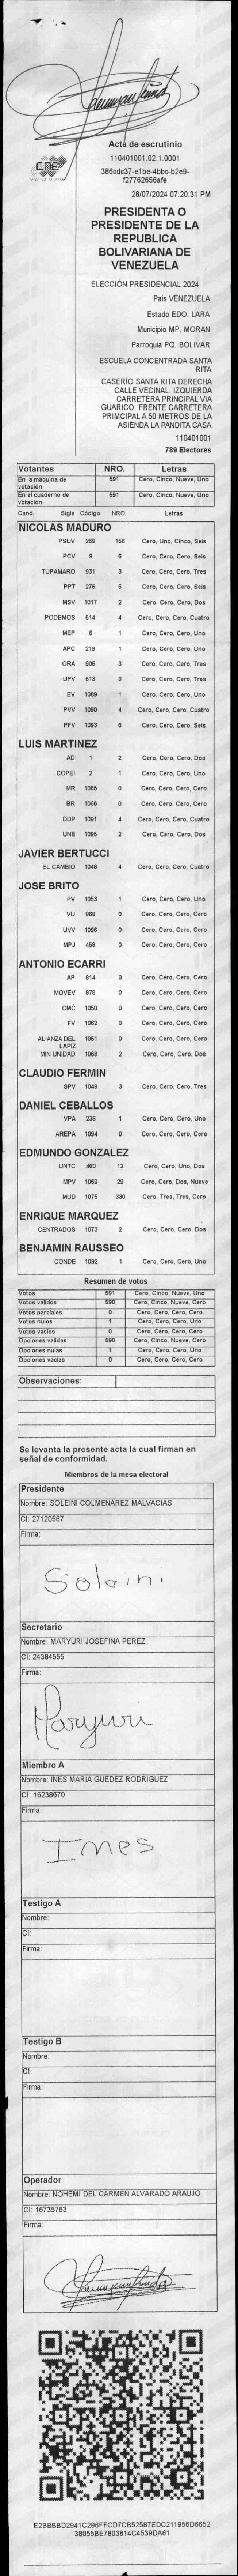 Acta de escrutinio
CNE
110401001.02.1.0001
386cdc37-e1be-4bbc-b2e9-
f27762656afe
28/07/2024 07:20:31 PM
PRESIDENTA O
PRESIDENTE DE LA
REPUBLICA
BOLIVARIANA DE
VENEZUELA
ELECCIÓN PRESIDENCIAL 2024
País VENEZUELA
Estado EDO. LARA
Municipio MP. MORAN
Parroquia PQ. BOLIVAR
ESCUELA CONCENTRADA SANTA
RITA
CASERIO SANTA RITA DERECHA
CALLE VECINAL. IZQUIERDA
CARRETERA PRINCIPAL VIA
GUARICO. FRENTE CARRETERA
PRIMCIPAL A 50 METROS DE LA
ASIENDA LA PANDITA CASA
110401001
789 Electores
Votantes NRO. Letras
En la máquina de votación 591 Cero, Cinco, Nueve, Uno
En el cuaderno de votación 591 Cero, Cinco, Nueve, Uno
Cand. Sigla Código NRO. Letras
NICOLAS MADURO
PSUV 269 156 Cero, Uno, Cinco, Seis
PCV 9 6 Cero, Cero, Cero, Seis
TUPAMARO 931 3 Cero, Cero, Cero, Tres
PPT 276 6 Cero, Cero, Cero, Seis
MSV 1017 2 Cero, Cero, Cero, Dos
PODEMOS 514 4 Cero, Cero, Cero, Cuatro
MEP 6 1 Cero, Cero, Cero, Uno
APC 219 1 Cero, Cero, Cero, Uno
ORA 906 3 Cero, Cero, Cero, Tres
UPV 613 3 Cero, Cero, Cero, Tres
EV 1089 1 Cero, Cero, Cero, Uno
PVV 1090 4 Cero, Cero, Cero, Cuatro
PFV 1093 6 Cero, Cero, Cero, Seis
LUIS MARTINEZ
AD 1 2 Cero, Cero, Cero, Dos
COPEI 2 1 Cero, Cero, Cero, Uno
MR 1065 0 Cero, Cero, Cero, Cero
BR 1066 0 Cero, Cero, Cero, Cero
DDP 1091 4 Cero, Cero, Cero, Cuatro
UNE 1095 2 Cero, Cero, Cero, Dos
JAVIER BERTUCCI
EL CAMBIO 1048 4 Cero, Cero, Cero, Cuatro
JOSE BRITO
PV 1053 1 Cero, Cero, Cero, Uno
VU 868 0 Cero, Cero, Cero, Cero
UVV 1096 0 Cero, Cero, Cero, Cero
MPJ 458 0 Cero, Cero, Cero, Cero
ANTONIO ECARRI
AP 814 0 Cero, Cero, Cero, Cero
MOVEV 879 0 Cero, Cero, Cero, Cero
CMC 1050 0 Cero, Cero, Cero, Cero
FV 1062 0 Cero, Cero, Cero, Cero
ALIANZA DEL LAPIZ 1051 0 Cero, Cero, Cero, Cero
MIN UNIDAD 1068 2 Cero, Cero, Cero, Dos
CLAUDIO FERMIN
SPV 1049 3 Cero, Cero, Cero, Tres
DANIEL CEBALLOS
VPA 236 1 Cero, Cero, Cero, Uno
AREPA 1094 0 Cero, Cero, Cero, Cero
EDMUNDO GONZALEZ
UNTC 460 12 Cero, Cero, Uno, Dos
MPV 1069 29 Cero, Cero, Dos, Nueve
MUD 1075 330 Cero, Tres, Tres, Cero
ENRIQUE MARQUEZ
CENTRADOS 1073 2 Cero, Cero, Cero, Dos
BENJAMIN RAUSSEO
CONDE 1092 1 Cero, Cero, Cero, Uno
Resumen de votos
Votos 591 Cero, Cinco, Nueve, Uno
Votos validos 590 Cero, Cinco, Nueve, Cero
Votos parciales 0 Cero, Cero, Cero, Cero
Votos nulos 1 Cero, Cero, Cero, Uno
Votos vacíos 0 Cero, Cero, Cero, Cero
Opciones validas 590 Cero, Cinco, Nueve, Cero
Opciones nulas 1 Cero, Cero, Cero, Uno
Opciones vacías 0 Cero, Cero, Cero, Cero
Observaciones:
Se levanta la presente acta la cual firman en
señal de conformidad.
Miembros de la mesa electoral
Presidente
Nombre: SOLEINI COLMENAREZ MALVACIAS
CI: 27120567
Firma:
Soleini
Secretario
Nombre: MARYURI JOSEFINA PEREZ
CI: 24384555
Firma:
Maryuri
Miembro A
Nombre: INES MARIA GUEDEZ RODRIGUEZ
CI: 16238670
Firma:
Ines
Testigo A
Nombre:
CI:
Firma:
Testigo B
Nombre:
CI:
Firma:
Operador
Nombre: NOHEMI DEL CARMEN ALVARADO ARAUJO
CI: 16735763
Firma:
E2BBBBD2941C296FFCD7CB52587EDC211956D6652
38055BE7803814C4539DA61